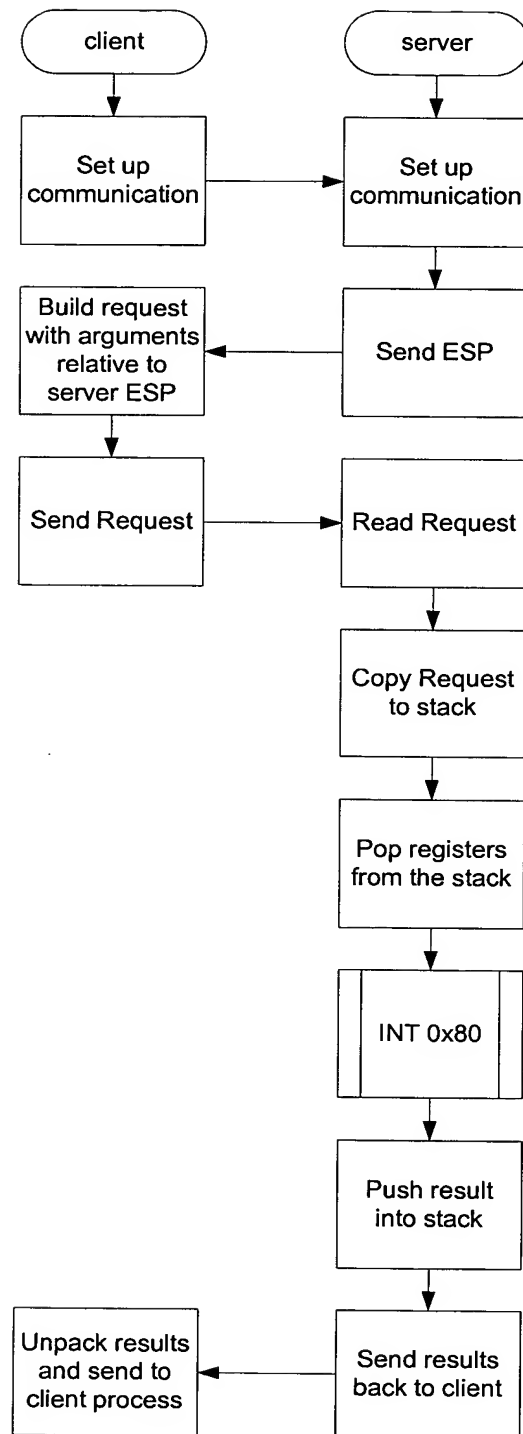 client
server
Set up
communication
Set up
communication
Build request
with arguments
relative to
server ESP
Send ESP
Send Request
Read Request
Copy Request
to stack
Pop registers
from the stack
INT 0x80
Push result
into stack
Unpack results
and send to
client process
Send results
back to client